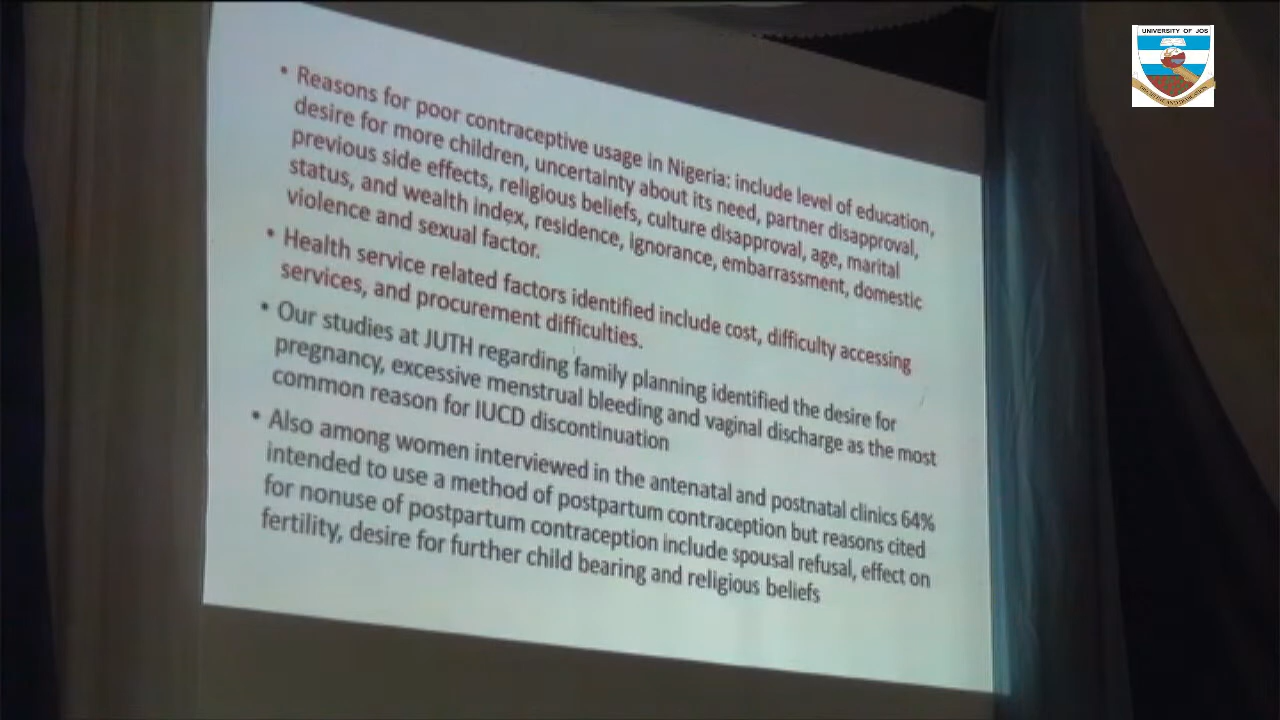 UNIVERSITY OF JOS
• Reasons for poor contraceptive usage in Nigeria: include level of education,
desire for more children, uncertainty about its need, partner disapproval,
previous side effects, religious beliefs, culture disapproval, age, marital
status, and wealth index, residence, ignorance, embarrassment, domestic
violence and sexual factor.
• Health service related factors identified include cost, difficulty accessing
services, and procurement difficulties.
• Our studies at JUTH regarding family planning identified the desire for
pregnancy, excessive menstrual bleeding and vaginal discharge as the most
common reason for IUCD discontinuation
• Also among women interviewed in the antenatal and postnatal clinics 64%
intended to use a method of postpartum contraception but reasons cited
for nonuse of postpartum contraception include spousal refusal, effect on
fertility, desire for further child bearing and religious beliefs